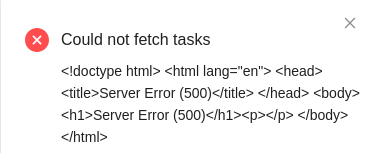 Could not fetch tasks
<!doctype html> <html lang="en"> <head>
<title>Server Error (500)</title> </head> <body>
<h1>Server Error (500)</h1><p></p> </body>
</html>